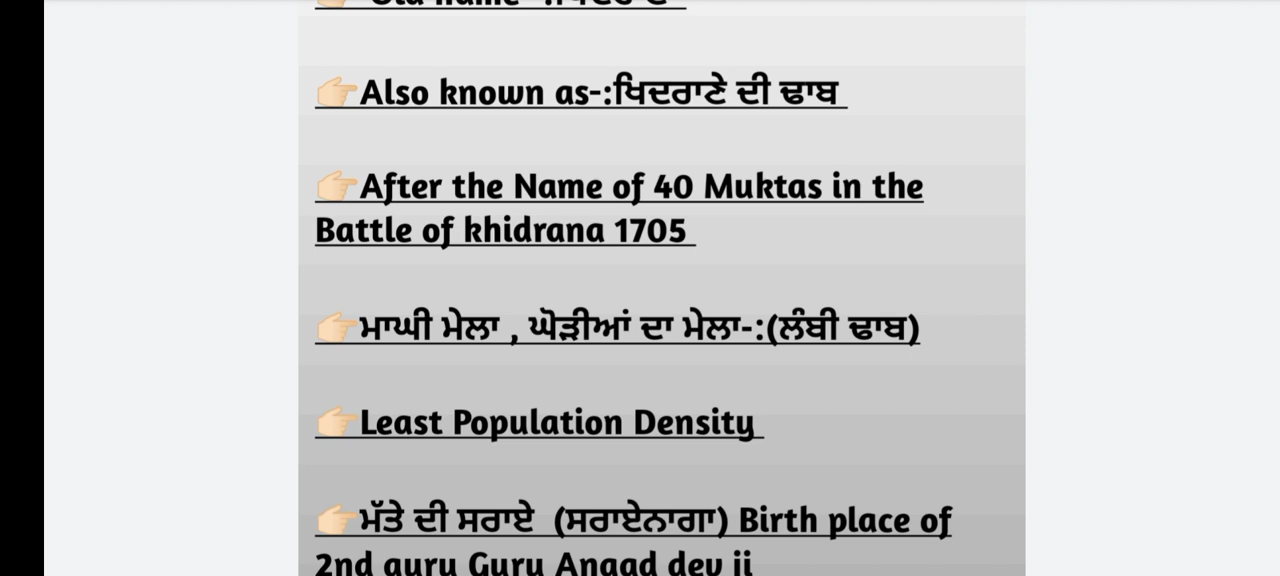 👉🏻Also known as-:ਖਿਦਰਾਣੇ ਦੀ ਢਾਬ
👉🏻After the Name of 40 Muktas in the
Battle of khidrana 1705
👉🏻ਮਾਘੀ ਮੇਲਾ , ਘੋੜੀਆਂ ਦਾ ਮੇਲਾ-:(ਲੰਬੀ ਢਾਬ)
👉🏻Least Population Density
👉🏻ਮੱਤੇ ਦੀ ਸਰਾਏ (ਸਰਾਏਨਾਗਾ) Birth place of
2nd guru Guru Angad dev ji